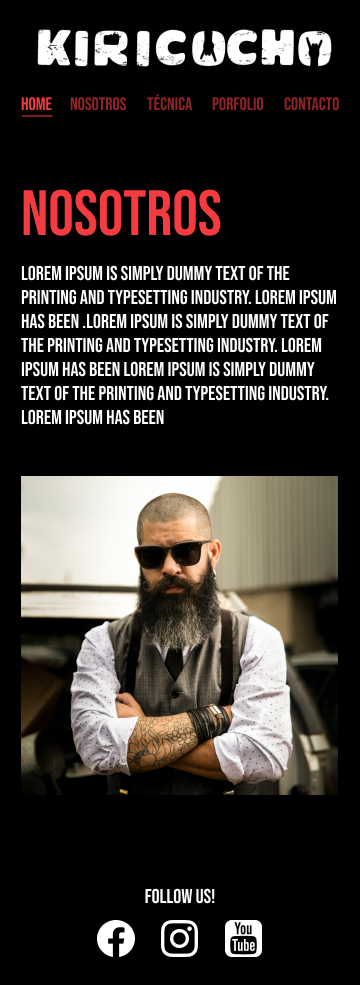 KIRICOCHO
HOME NOSOTROS TÉCNICA PORFOLIO CONTACTO
NOSOTROS
LOREM IPSUM IS SIMPLY DUMMY TEXT OF THE
PRINTING AND TYPESETTING INDUSTRY. LOREM IPSUM
HAS BEEN .LOREM IPSUM IS SIMPLY DUMMY TEXT OF
THE PRINTING AND TYPESETTING INDUSTRY. LOREM
IPSUM HAS BEEN LOREM IPSUM IS SIMPLY DUMMY
TEXT OF THE PRINTING AND TYPESETTING INDUSTRY.
LOREM IPSUM HAS BEEN
FOLLOW US!
You
Tube